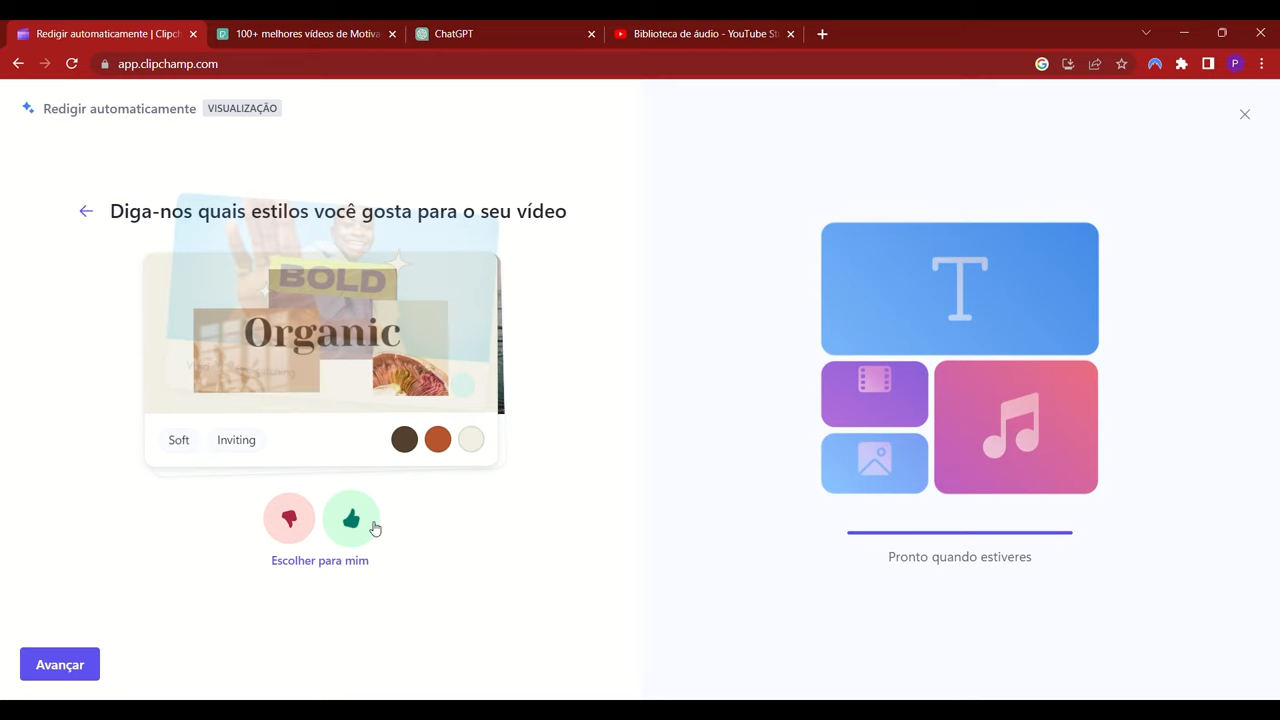 Redigir automaticamente | Clipch
100+ melhores vídeos de Motiva
ChatGPT
Biblioteca de áudio - YouTube St
app.clipchamp.com
P
Redigir automaticamente VISUALIZAÇÃO
Diga-nos quais estilos você gosta para o seu vídeo
BOLD
Organic
Soft Inviting
Escolher para mim
T
Pronto quando estiveres
Avançar